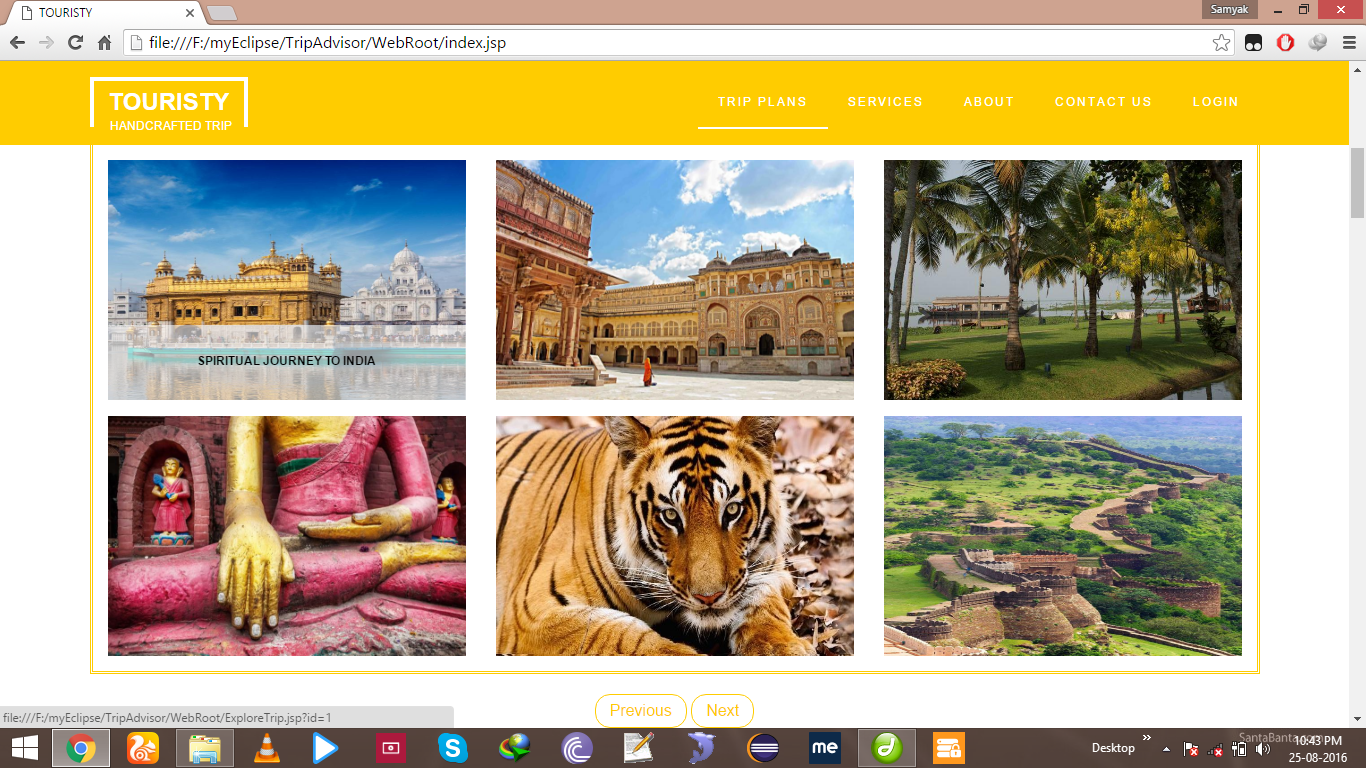 TOURISTY
Samyak
file:///F:/myEclipse/TripAdvisor/WebRoot/index.jsp
TOURISTY
HANDCRAFTED TRIP
TRIP PLANS
SERVICES
ABOUT
CONTACT US
LOGIN
SPIRITUAL JOURNEY TO INDIA
Previous
Next
file:///F:/myEclipse/TripAdvisor/WebRoot/ExploreTrip.jsp?id=1
me
Desktop
10:43 PM
25-08-2016